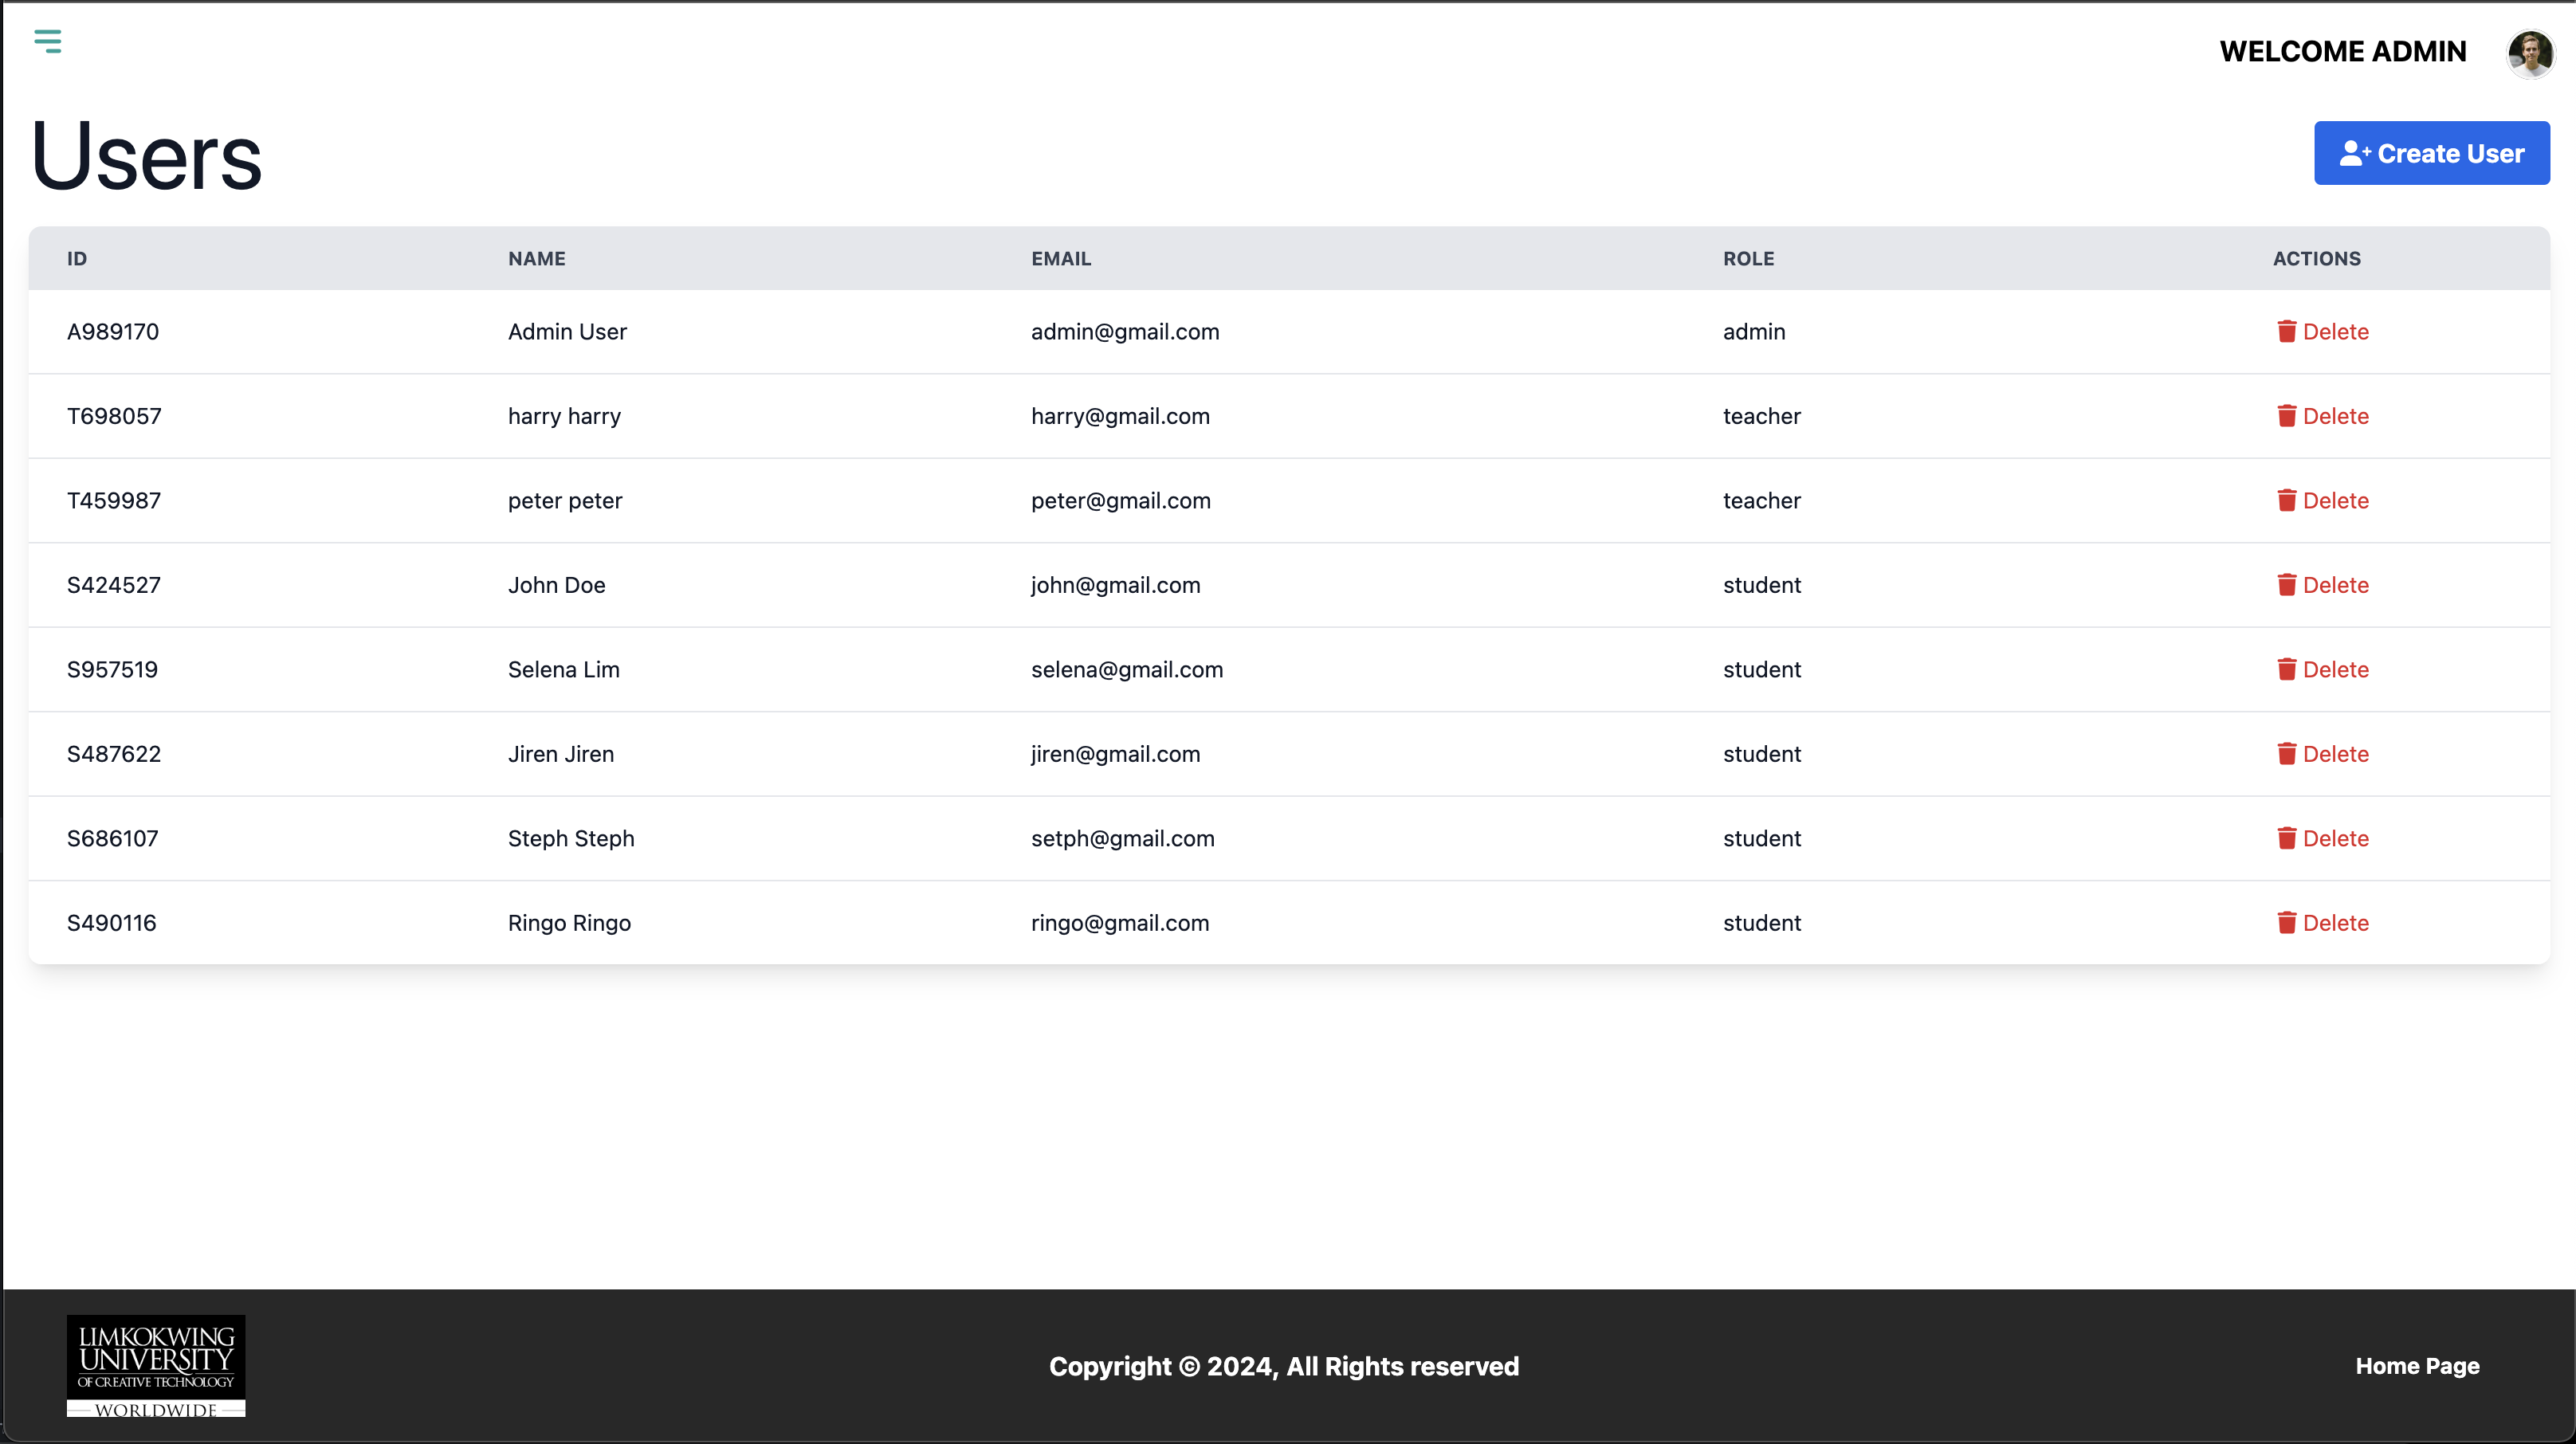 WELCOME ADMIN
Users
Create User
ID NAME EMAIL ROLE ACTIONS
A989170 Admin User admin@gmail.com admin Delete
T698057 harry harry harry@gmail.com teacher Delete
T459987 peter peter peter@gmail.com teacher Delete
S424527 John Doe john@gmail.com student Delete
S957519 Selena Lim selena@gmail.com student Delete
S487622 Jiren Jiren jiren@gmail.com student Delete
S686107 Steph Steph setph@gmail.com student Delete
S490116 Ringo Ringo ringo@gmail.com student Delete
LIMKOKWING
UNIVERSITY
OF CREATIVE TECHNOLOGY
WORLDWIDE
Copyright © 2024, All Rights reserved
Home Page